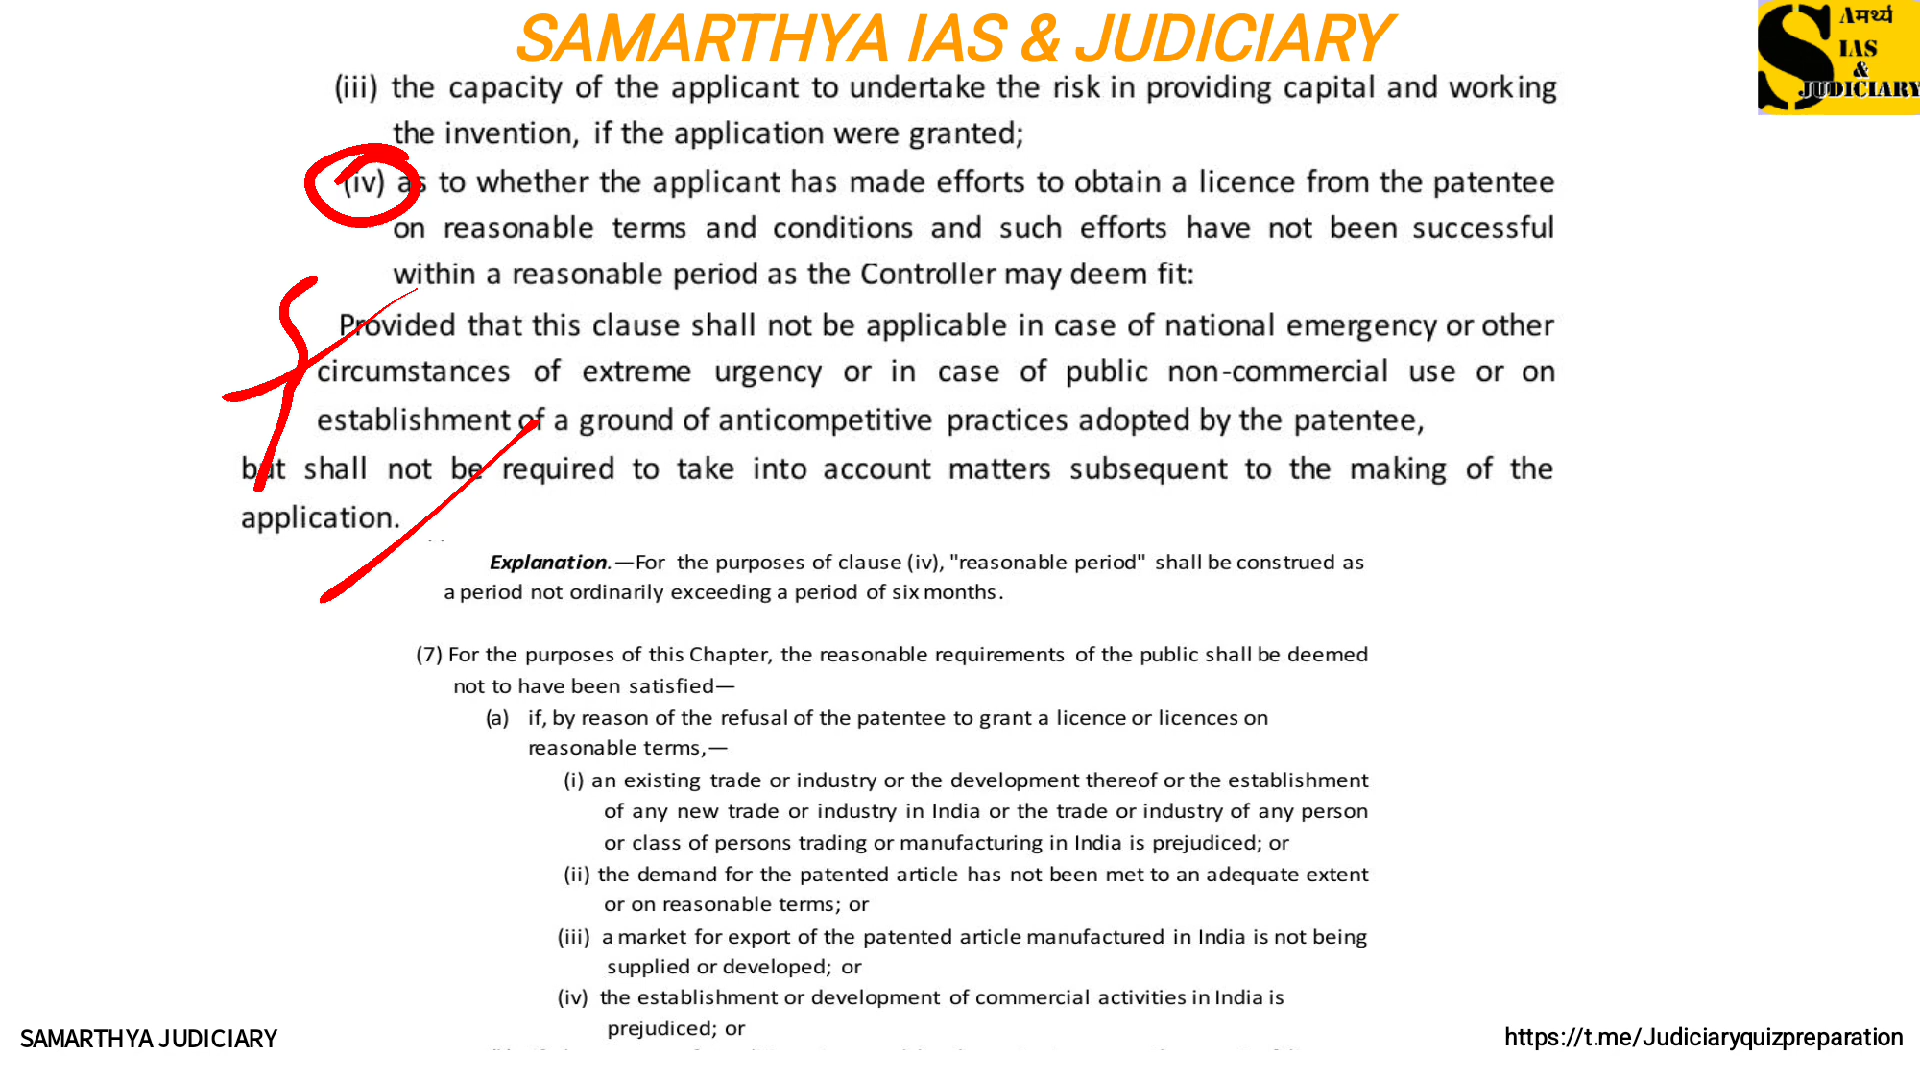 SAMARTHYA IAS & JUDICIARY
Aमर्थ्य
IAS
&
JUDICIARY
(iii) the capacity of the applicant to undertake the risk in providing capital and working
the invention, if the application were granted;
(iv) as to whether the applicant has made efforts to obtain a licence from the patentee
on reasonable terms and conditions and such efforts have not been successful
within a reasonable period as the Controller may deem fit:
Provided that this clause shall not be applicable in case of national emergency or other
circumstances of extreme urgency or in case of public non-commercial use or on
establishment of a ground of anticompetitive practices adopted by the patentee,
but shall not be required to take into account matters subsequent to the making of the
application.
Explanation.—For the purposes of clause (iv), "reasonable period" shall be construed as
a period not ordinarily exceeding a period of six months.
(7) For the purposes of this Chapter, the reasonable requirements of the public shall be deemed
not to have been satisfied—
(a) if, by reason of the refusal of the patentee to grant a licence or licences on
reasonable terms,—
(i) an existing trade or industry or the development thereof or the establishment
of any new trade or industry in India or the trade or industry of any person
or class of persons trading or manufacturing in India is prejudiced; or
(ii) the demand for the patented article has not been met to an adequate extent
or on reasonable terms; or
(iii) a market for export of the patented article manufactured in India is not being
supplied or developed; or
(iv) the establishment or development of commercial activities in India is
prejudiced; or
SAMARTHYA JUDICIARY
https://t.me/Judiciaryquizpreparation